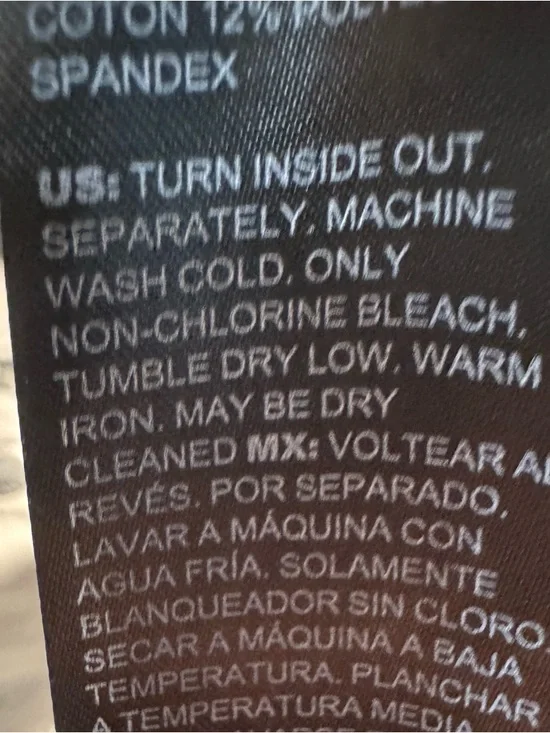 COTON 12%
SPANDEX
US: TURN INSIDE OUT.
SEPARATELY. MACHINE
WASH COLD. ONLY
NON-CHLORINE BLEACH.
TUMBLE DRY LOW. WARM
IRON. MAY BE DRY
CLEANED MX: VOLTEAR
REVÉS. POR SEPARADO.
LAVAR A MÁQUINA CON
AGUA FRÍA. SOLAMENTE
BLANQUEADOR SIN CLORO.
SECAR A MÁQUINA A BAJA
TEMPERATURA. PLANCHAR
A TEMPERATURA MEDIA